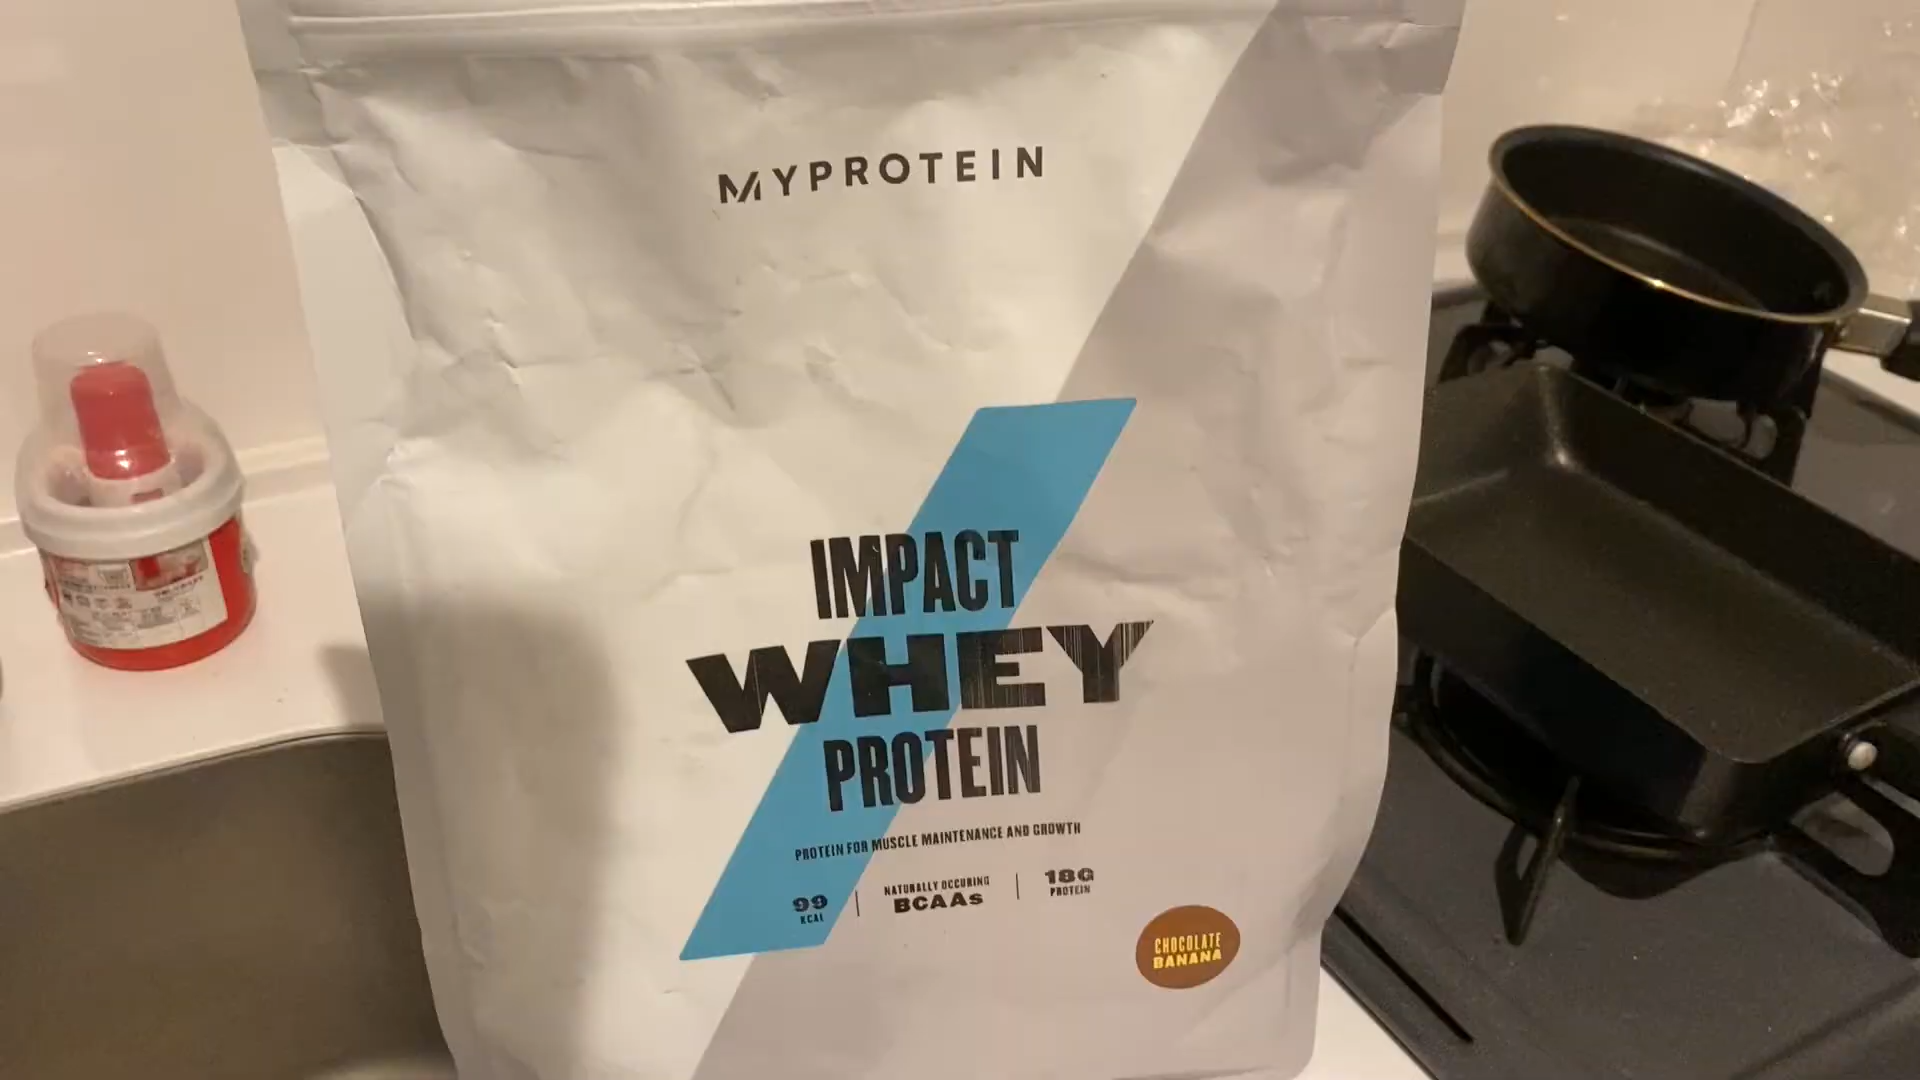 MYPROTEIN
IMPACT
WHEY
PROTEIN
PROTEIN FOR MUSCLE MAINTENANCE AND GROWTH
99
KCAL
NATURALLY OCCURING
BCAAs
18G
PROTEIN
CHOCOLATE
BANANA